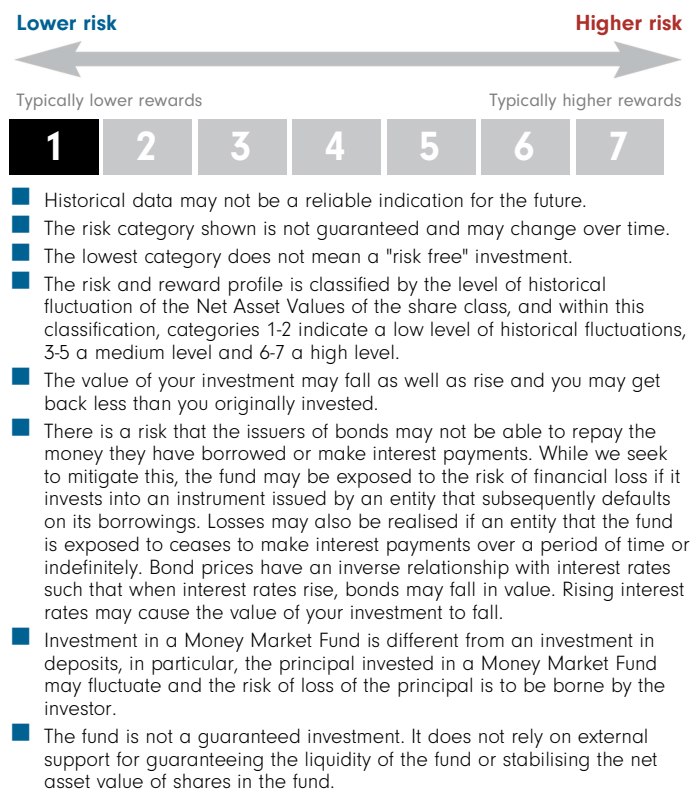 Lower risk Higher risk
Typically lower rewards Typically higher rewards
1 2 3 4 5 6 7
Historical data may not be a reliable indication for the future.
The risk category shown is not guaranteed and may change over time.
The lowest category does not mean a "risk free" investment.
The risk and reward profile is classified by the level of historical
fluctuation of the Net Asset Values of the share class, and within this
classification, categories 1-2 indicate a low level of historical fluctuations,
3-5 a medium level and 6-7 a high level.
The value of your investment may fall as well as rise and you may get
back less than you originally invested.
There is a risk that the issuers of bonds may not be able to repay the
money they have borrowed or make interest payments. While we seek
to mitigate this, the fund may be exposed to the risk of financial loss if it
invests into an instrument issued by an entity that subsequently defaults
on its borrowings. Losses may also be realised if an entity that the fund
is exposed to ceases to make interest payments over a period of time or
indefinitely. Bond prices have an inverse relationship with interest rates
such that when interest rates rise, bonds may fall in value. Rising interest
rates may cause the value of your investment to fall.
Investment in a Money Market Fund is different from an investment in
deposits, in particular, the principal invested in a Money Market Fund
may fluctuate and the risk of loss of the principal is to be borne by the
investor.
The fund is not a guaranteed investment. It does not rely on external
support for guaranteeing the liquidity of the fund or stabilising the net
asset value of shares in the fund.